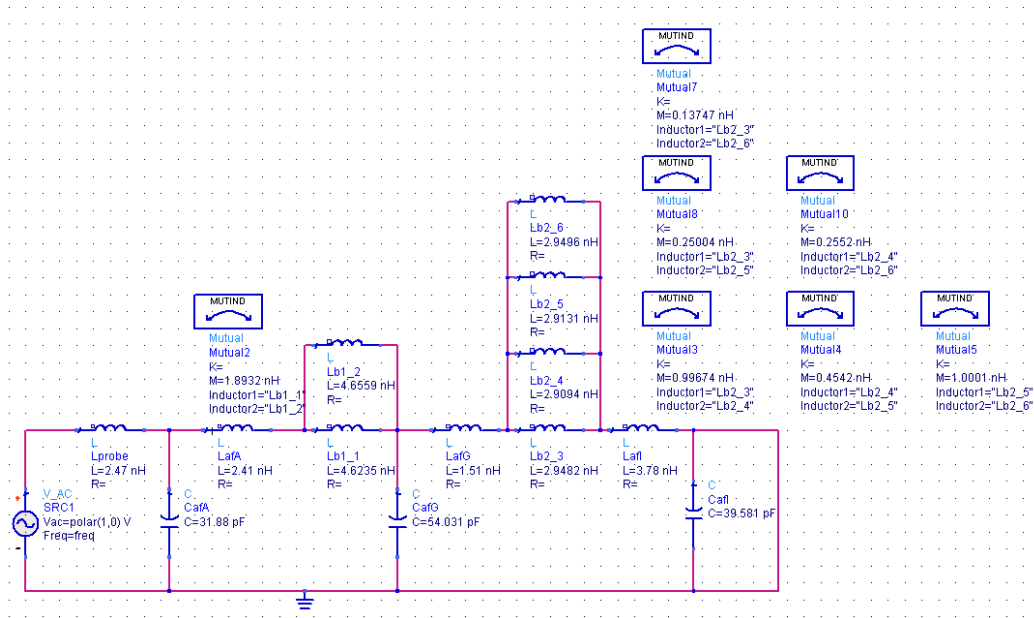 MUTIND
Mutual
Mutual7
K=
M=0.13747 nH
Inductor1="Lb2_3"
Inductor2="Lb2_6"
MUTIND
Mutual
Mutual8
K=
M=0.25004 nH
Inductor1="Lb2_3"
Inductor2="Lb2_5"
MUTIND
Mutual
Mutual10
K=
M=0.2552 nH
Inductor1="Lb2_4"
Inductor2="Lb2_6"
L
Lb2_6
L=2.9496 nH
R=
L
Lb2_5
L=2.9131 nH
R=
L
Lb2_4
L=2.9094 nH
R=
MUTIND
Mutual
Mutual2
K=
M=1.8932 nH
Inductor1="Lb1_1"
Inductor2="Lb1_2"
L
Lb1_2
L=4.6559 nH
R=
MUTIND
Mutual
Mutual3
K=
M=0.99674 nH
Inductor1="Lb2_3"
Inductor2="Lb2_4"
MUTIND
Mutual
Mutual4
K=
M=0.4542 nH
Inductor1="Lb2_4"
Inductor2="Lb2_5"
MUTIND
Mutual
Mutual5
K=
M=1.0001 nH
Inductor1="Lb2_5"
Inductor2="Lb2_6"
L
Lprobe
L=2.47 nH
R=
L
LafA
L=2.41 nH
R=
L
Lb1_1
L=4.6235 nH
R=
L
LafG
L=1.51 nH
R=
L
Lb2_3
L=2.9482 nH
R=
L
LafI
L=3.78 nH
R=
V_AC
SRC1
Vac=polar(1,0) V
Freq=freq
C
CafA
C=31.88 pF
C
CafG
C=54.031 pF
C
CafI
C=39.581 pF